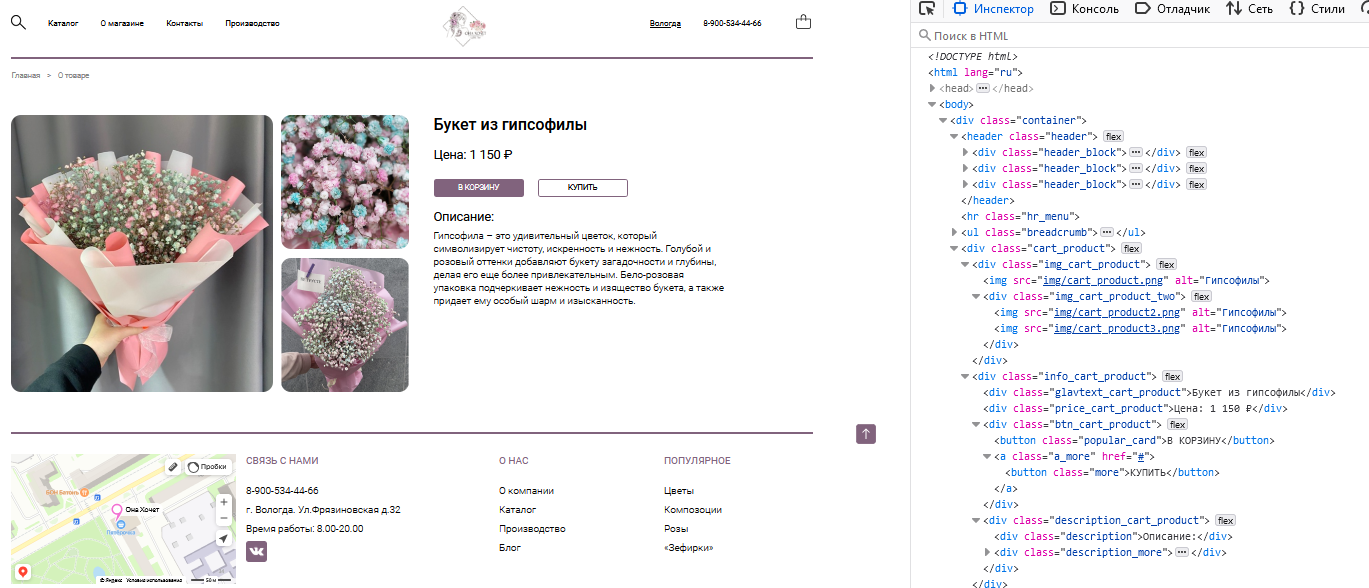 Каталог
О магазине
Контакты
Производство
Вологда
8-900-534-44-66
Главная > О товаре
Букет из гипсофилы
Цена: 1 150 ₽
В КОРЗИНУ
КУПИТЬ
Описание:
Гипсофила – это удивительный цветок, который
символизирует чистоту, искренность и нежность. Голубой и
розовый оттенки добавляют букету загадочности и глубины,
делая его еще более привлекательным. Бело-розовая
упаковка подчеркивает нежность и изящество букета, а также
придает ему особый шарм и изысканность.
Пробки
Она Хочет
Пятёрочка
© Яндекс Условия использования
50 м
СВЯЗЬ С НАМИ
8-900-534-44-66
г. Вологда, Ул.Фрязиновская д.32
Время работы: 8.00-20.00
О НАС
О компании
Каталог
Производство
Блог
ПОПУЛЯРНОЕ
Цветы
Композоции
Розы
«Зефирки»
Инспектор
Консоль
Отладчик
Сеть
Стили
Поиск в HTML
<!DOCTYPE html>
<html lang="ru">
<head> ··· </head>
<body>
<div class="container">
<header class="header"> flex
<div class="header_block"> ··· </div> flex
<div class="header_block"> ··· </div> flex
<div class="header_block"> ··· </div> flex
</header>
<hr class="hr_menu">
<ul class="breadcrumb"> ··· </ul>
<div class="cart_product"> flex
<div class="img_cart_product"> flex
<img src="img/cart_product.png" alt="Гипсофилы">
<div class="img_cart_product_two"> flex
<img src="img/cart_product2.png" alt="Гипсофилы">
<img src="img/cart_product3.png" alt="Гипсофилы">
</div>
</div>
<div class="info_cart_product"> flex
<div class="glavtext_cart_product">Букет из гипсофилы</div>
<div class="price_cart_product">Цена: 1 150 ₽</div>
<div class="btn_cart_product"> flex
<button class="popular_card">В КОРЗИНУ</button>
<a class="a_more" href="#">
<button class="more">КУПИТЬ</button>
</a>
</div>
<div class="description_cart_product"> flex
<div class="description">Описание:</div>
<div class="description_more"> ··· </div>
</div>
</div>